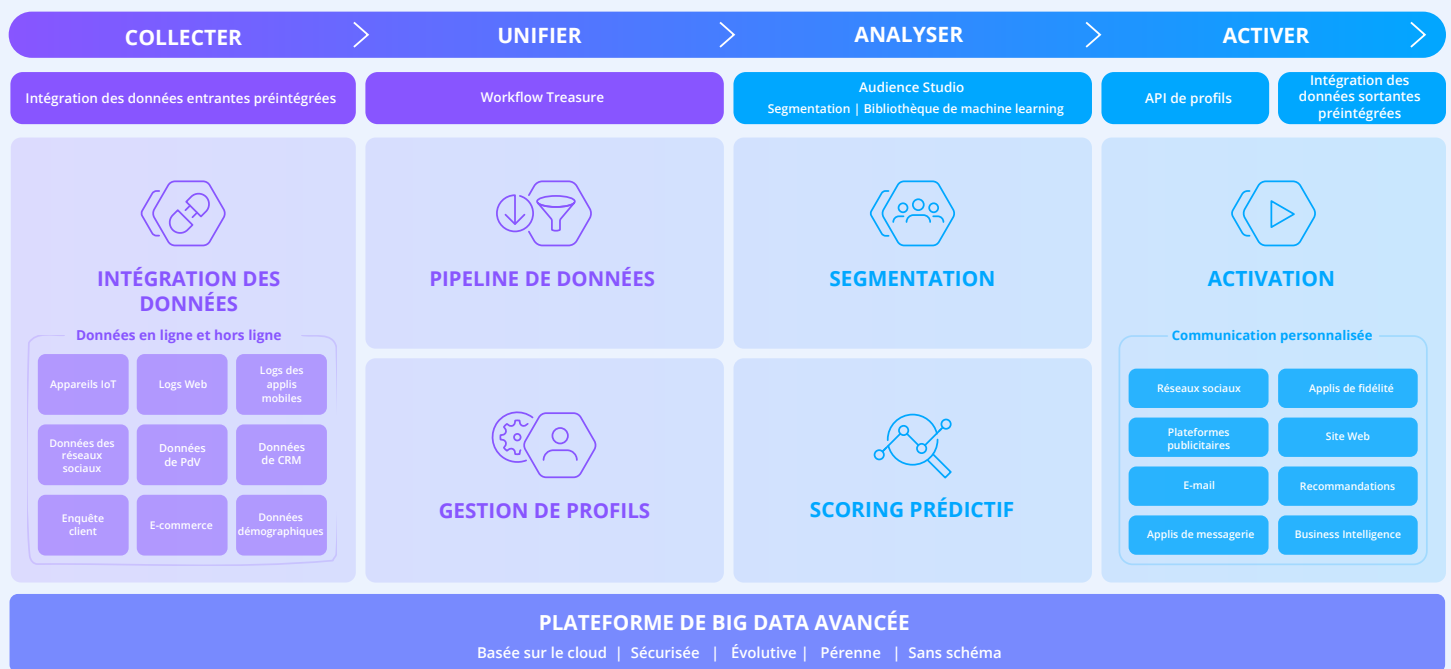 COLLECTER
UNIFIER
ANALYSER
ACTIVER
Intégration des données entrantes préintégrées
Workflow Treasure
Audience Studio
Segmentation | Bibliothèque de machine learning
API de profils
Intégration des
données sortantes
préintégrées
INTÉGRATION DES
DONNÉES
Données en ligne et hors ligne
Appareils IoT
Logs Web
Logs des
applis
mobiles
Données des
réseaux
sociaux
Données
de PdV
Données
de CRM
Enquête
client
E-commerce
Données
démographiques
PIPELINE DE DONNÉES
GESTION DE PROFILS
SEGMENTATION
SCORING PRÉDICTIF
ACTIVATION
Communication personnalisée
Réseaux sociaux
Applis de fidélité
Plateformes
publicitaires
Site Web
E-mail
Recommandations
Applis de messagerie
Business Intelligence
PLATEFORME DE BIG DATA AVANCÉE
Basée sur le cloud | Sécurisée | Évolutive | Pérenne | Sans schéma